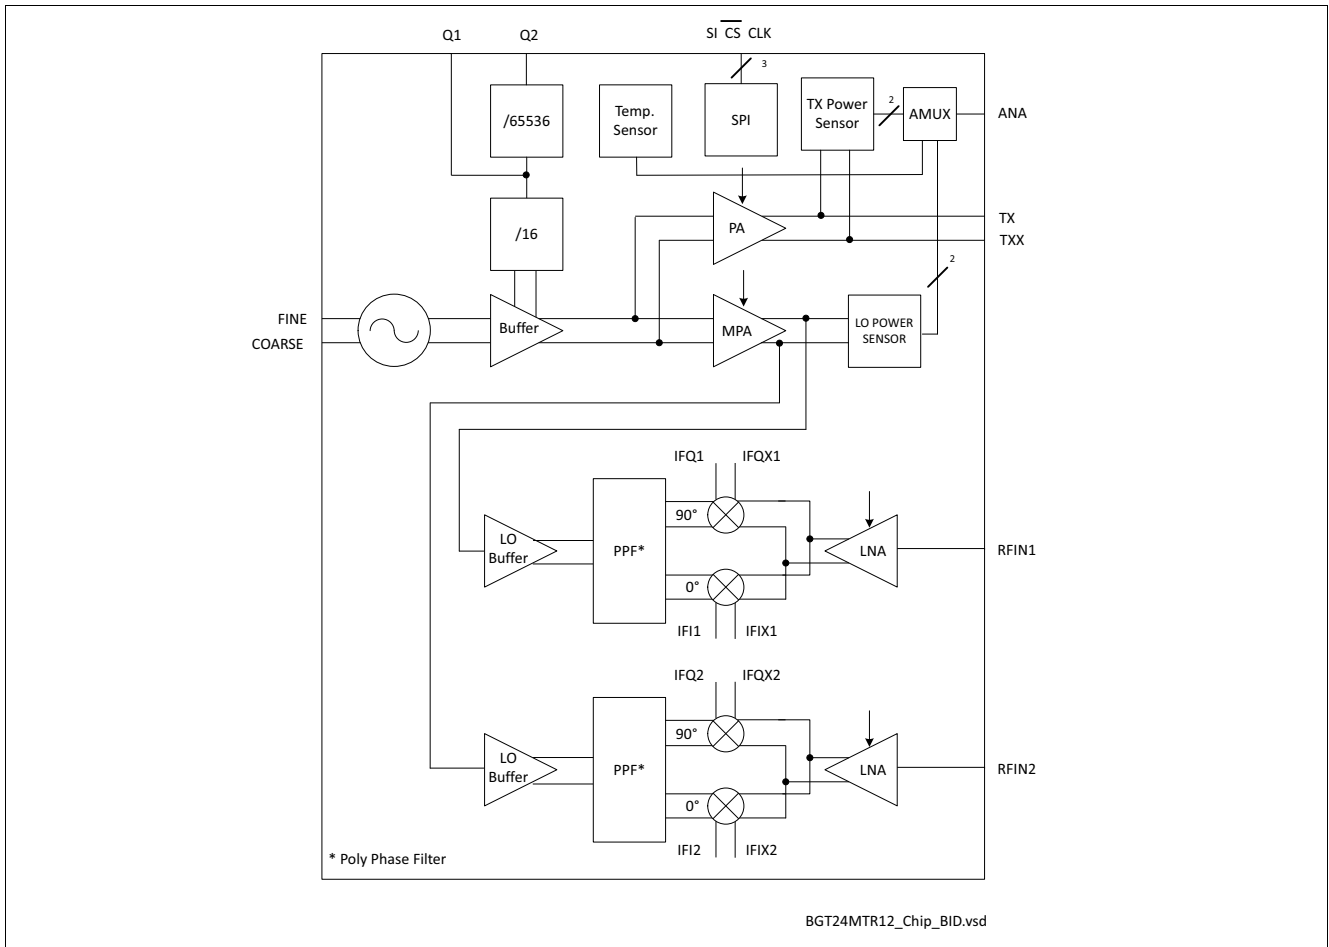 Q1 Q2 SI CS CLK
3
/65536
Temp.
Sensor
SPI
TX Power
Sensor
2
AMUX
ANA
/16
PA
TX
TXX
2
FINE
COARSE
Buffer
MPA
LO POWER
SENSOR
IFQ1 IFQX1
90°
LO
Buffer
PPF*
LNA
RFIN1
0°
IFI1 IFIX1
IFQ2 IFQX2
90°
LO
Buffer
PPF*
LNA
RFIN2
0°
IFI2 IFIX2
* Poly Phase Filter
BGT24MTR12_Chip_BID.vsd